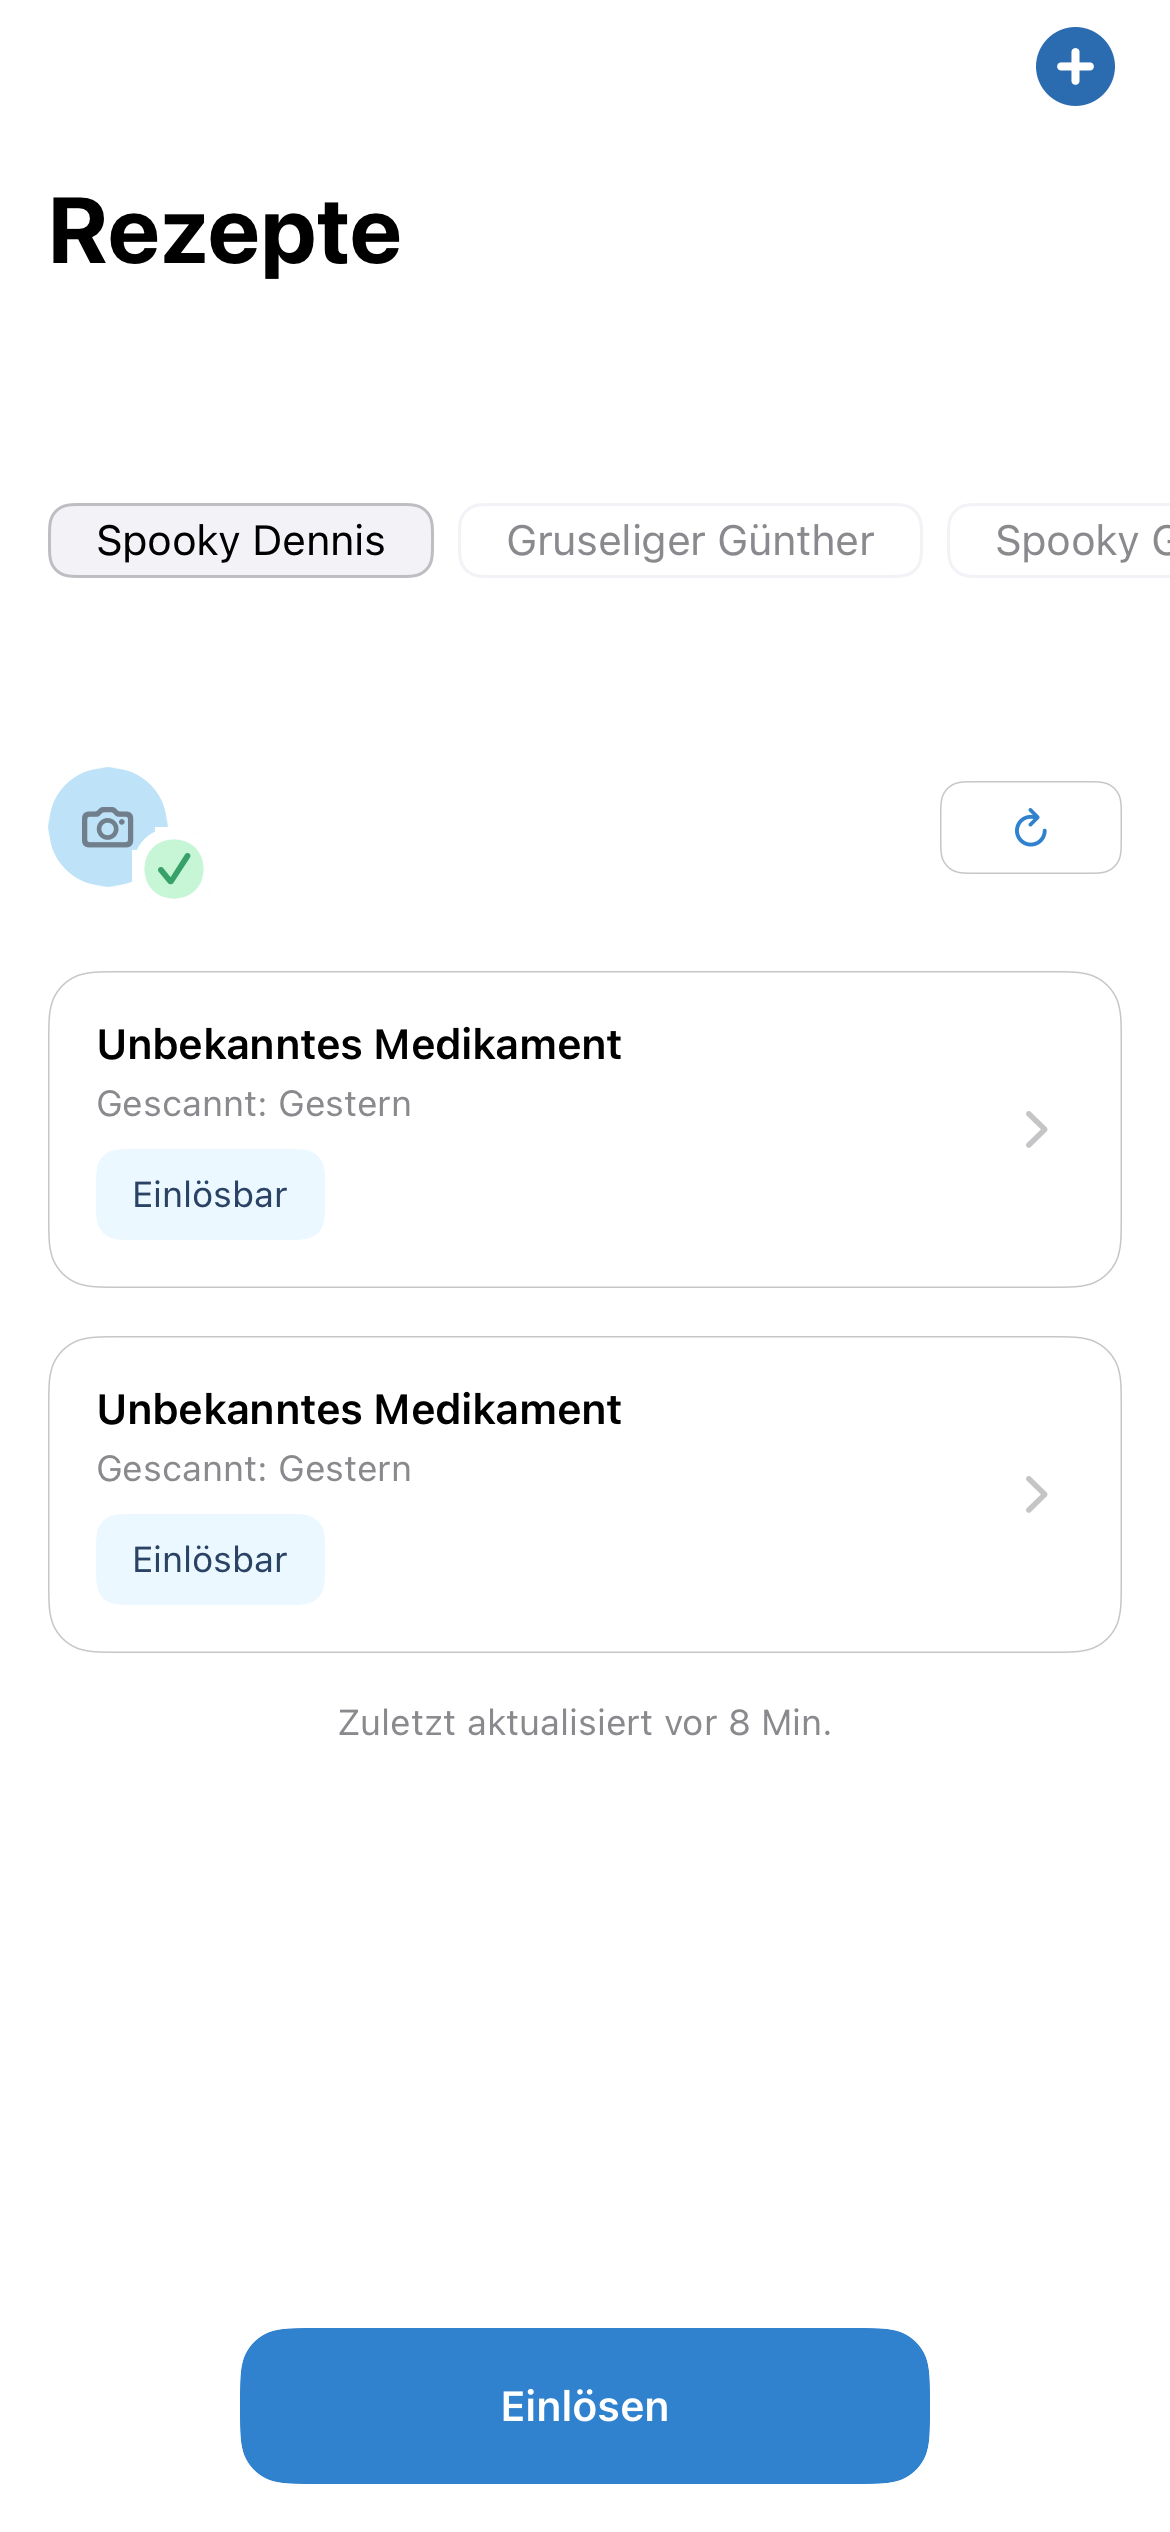 Rezepte
Spooky Dennis
Gruseliger Günther
Spooky
Unbekanntes Medikament
Gescannt: Gestern
Einlösbar
Unbekanntes Medikament
Gescannt: Gestern
Einlösbar
Zuletzt aktualisiert vor 8 Min.
Einlösen